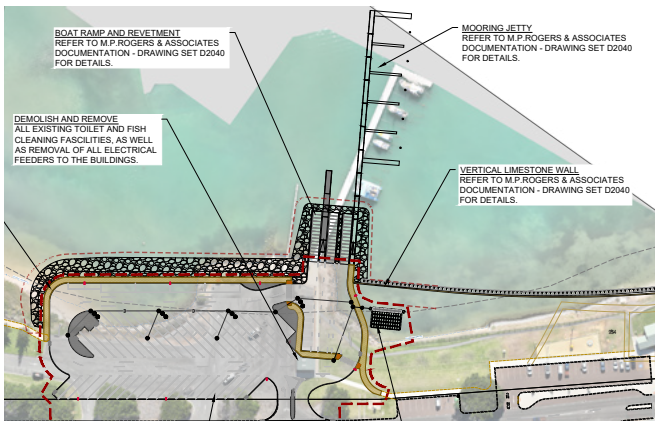 BOAT RAMP AND REVETMENT
REFER TO M.P.ROGERS & ASSOCIATES
DOCUMENTATION - DRAWING SET D2040
FOR DETAILS.
MOORING JETTY
REFER TO M.P.ROGERS & ASSOCIATES
DOCUMENTATION - DRAWING SET D2040
FOR DETAILS.
DEMOLISH AND REMOVE
ALL EXISTING TOILET AND FISH
CLEANING FASCILITIES, AS WELL
AS REMOVAL OF ALL ELECTRICAL
FEEDERS TO THE BUILDINGS.
VERTICAL LIMESTONE WALL
REFER TO M.P.ROGERS & ASSOCIATES
DOCUMENTATION - DRAWING SET D2040
FOR DETAILS.